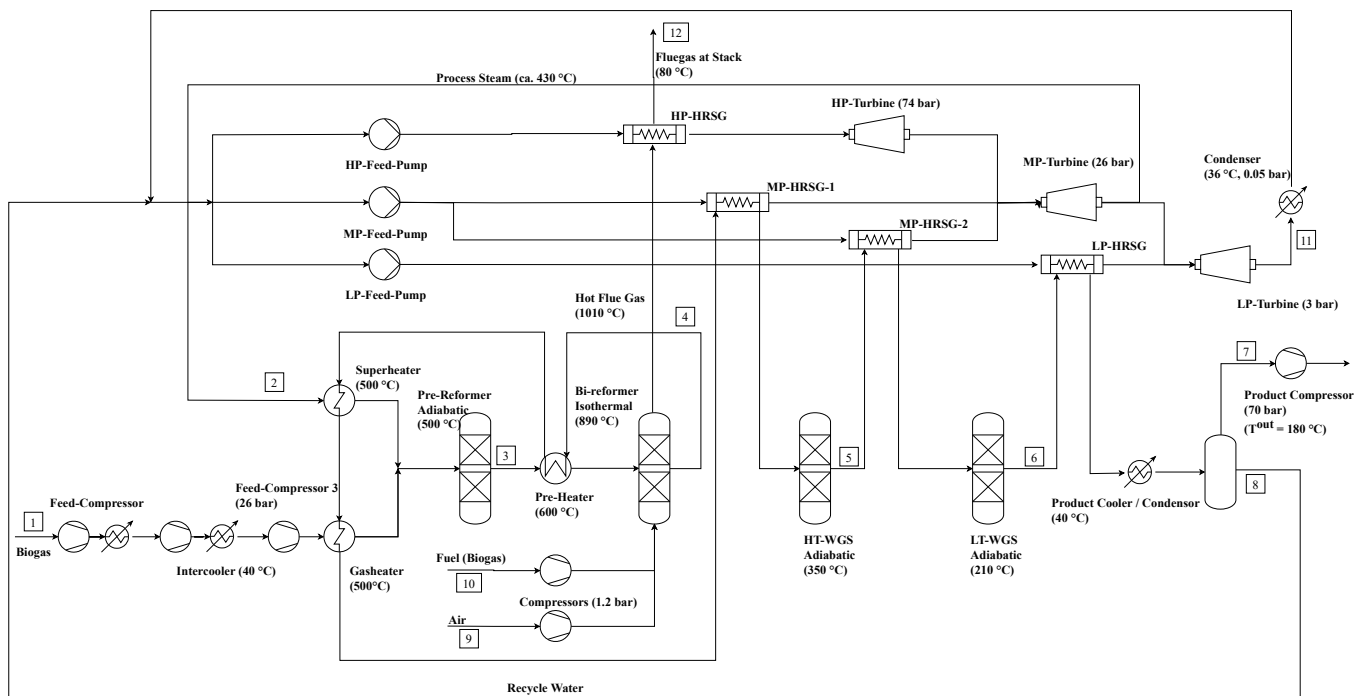 12
Fluegas at Stack
(80 °C)
Process Steam (ca. 430 °C)
HP-HRSG
HP-Turbine (74 bar)
HP-Feed-Pump
MP-HRSG-1
MP-Turbine (26 bar)
Condenser
(36 °C, 0.05 bar)
MP-Feed-Pump
MP-HRSG-2
LP-HRSG
11
LP-Feed-Pump
LP-Turbine (3 bar)
Hot Flue Gas
(1010 °C)
4
2
Superheater
(500 °C)
Pre-Reformer
Adiabatic
(500 °C)
Bi-reformer
Isothermal
(890 °C)
7
Product Compressor
(70 bar)
(Tout = 180 °C)
3
5
6
8
Pre-Heater
(600 °C)
Product Cooler / Condensor
(40 °C)
Feed-Compressor
Feed-Compressor 3
(26 bar)
1
Biogas
Intercooler (40 °C)
Gasheater
(500°C)
HT-WGS
Adiabatic
(350 °C)
LT-WGS
Adiabatic
(210 °C)
Fuel (Biogas)
10
Compressors (1.2 bar)
Air
9
Recycle Water